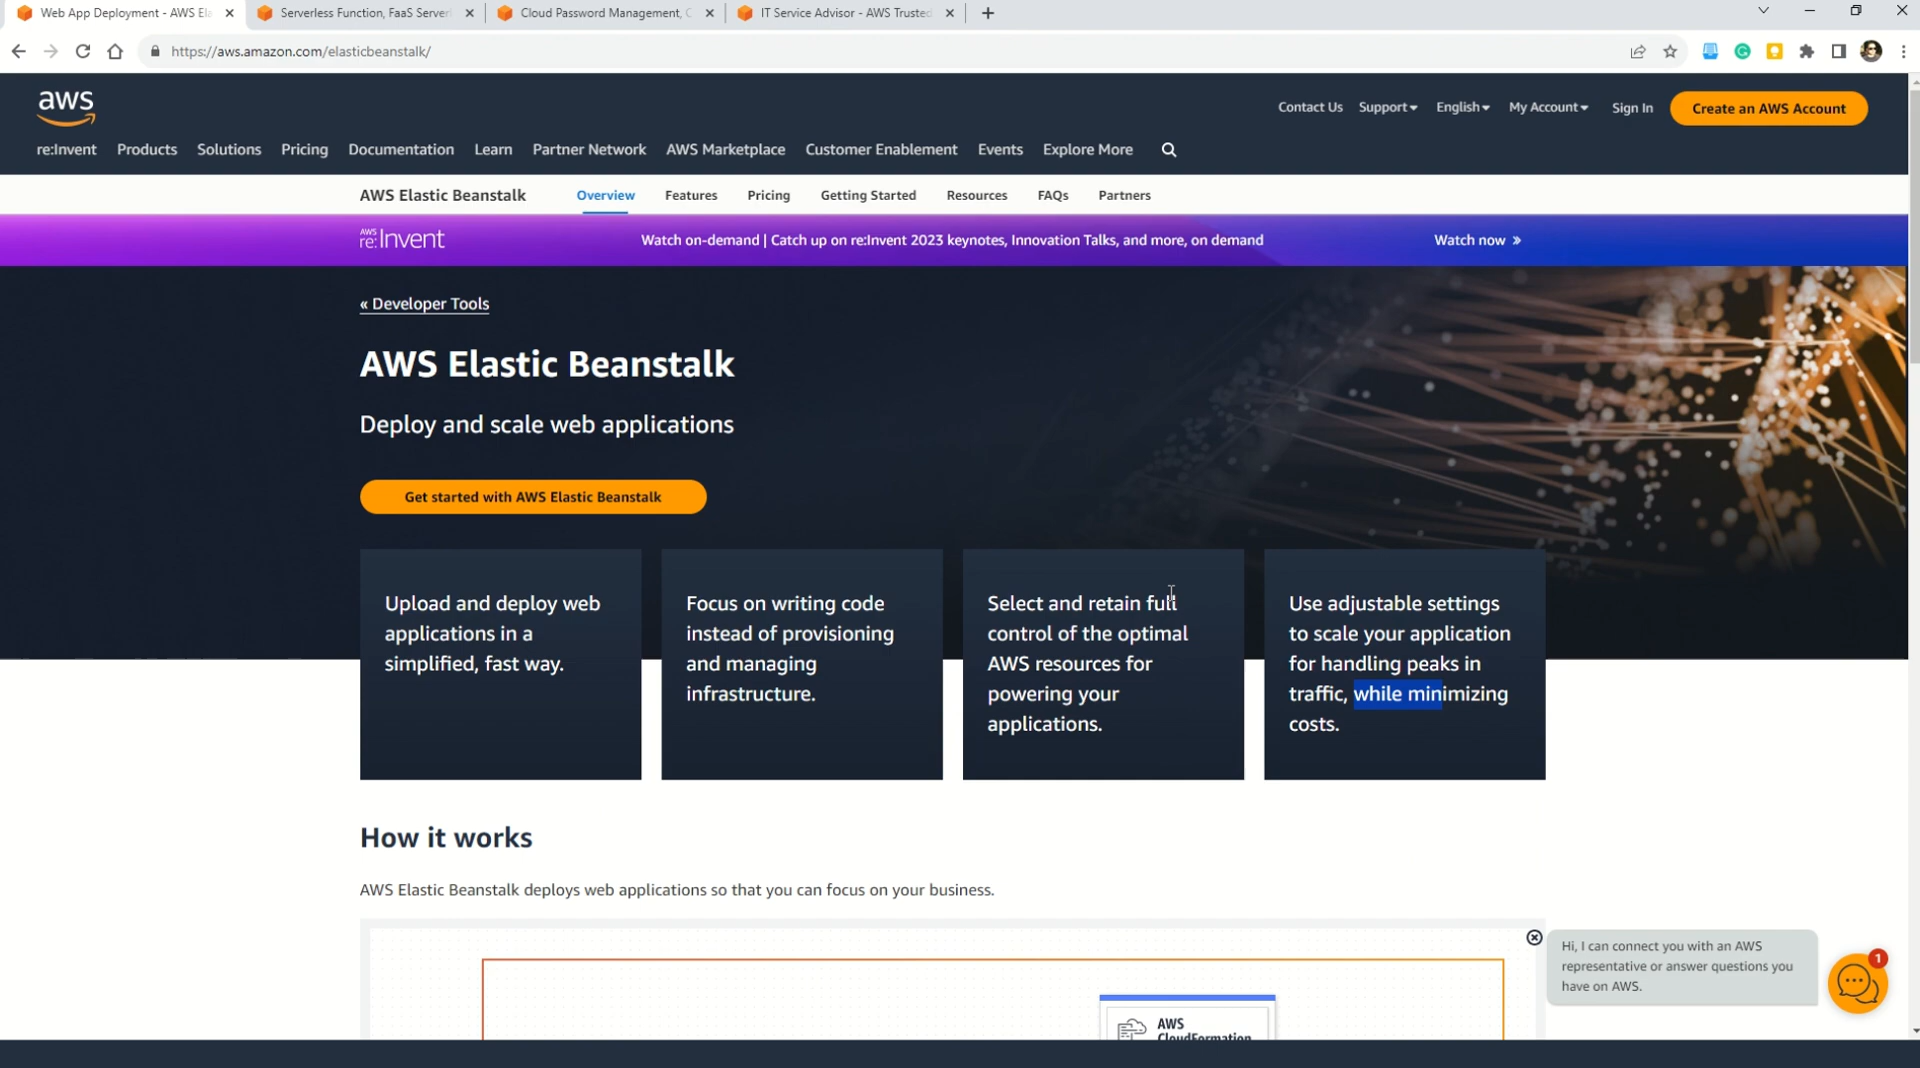 Web App Deployment - AWS Ela
Serverless Function, FaaS Server
Cloud Password Management, C
IT Service Advisor - AWS Trusted
https://aws.amazon.com/elasticbeanstalk/
aws
Contact Us
Support
English
My Account
Sign In
Create an AWS Account
re:Invent
Products
Solutions
Pricing
Documentation
Learn
Partner Network
AWS Marketplace
Customer Enablement
Events
Explore More
AWS Elastic Beanstalk
Overview
Features
Pricing
Getting Started
Resources
FAQs
Partners
AWS
re:Invent
Watch on-demand | Catch up on re:Invent 2023 keynotes, Innovation Talks, and more, on demand
Watch now »
« Developer Tools
AWS Elastic Beanstalk
Deploy and scale web applications
Get started with AWS Elastic Beanstalk
Upload and deploy web
applications in a
simplified, fast way.
Focus on writing code
instead of provisioning
and managing
infrastructure.
Select and retain full
control of the optimal
AWS resources for
powering your
applications.
Use adjustable settings
to scale your application
for handling peaks in
traffic, while minimizing
costs.
How it works
AWS Elastic Beanstalk deploys web applications so that you can focus on your business.
AWS
CloudFormation
Hi, I can connect you with an AWS
representative or answer questions you
have on AWS.
1